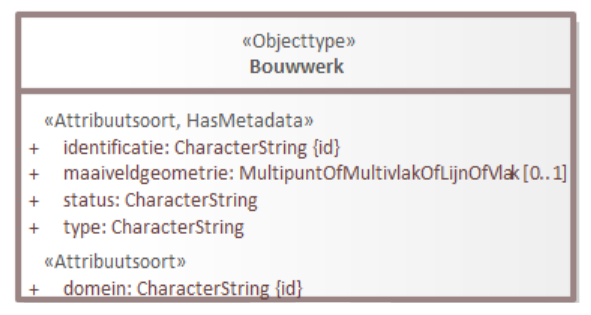 «Objecttype»
Bouwwerk
«Attribuutsoort, HasMetadata»
+ identificatie: CharacterString {id}
+ maaiveldgeometrie: MultipuntOfMultivlakOfLijnOfVlak [0..1]
+ status: CharacterString
+ type: CharacterString
«Attribuutsoort»
+ domein: CharacterString {id}